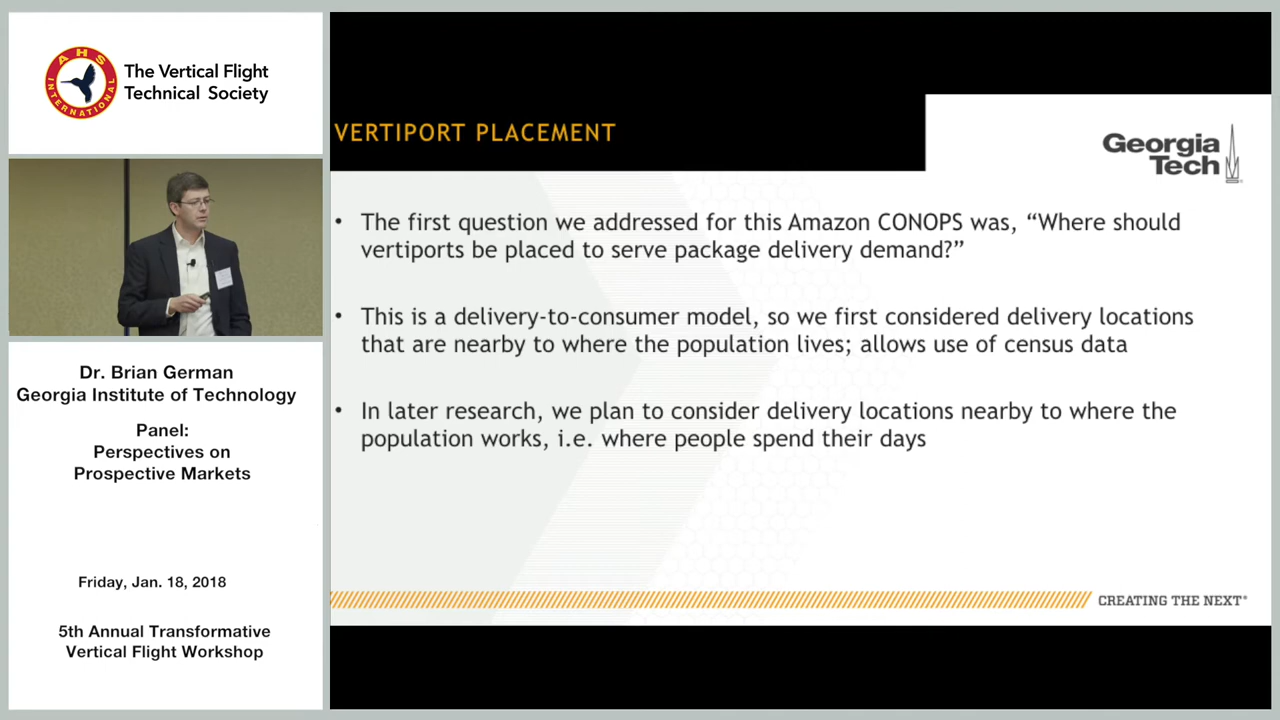 AHS
INTERNATIONAL
The Vertical Flight
Technical Society
Dr. Brian German
Georgia Institute of Technology
Panel:
Perspectives on
Prospective Markets
Friday, Jan. 18, 2018
5th Annual Transformative
Vertical Flight Workshop
VERTIPORT PLACEMENT
Georgia
Tech
• The first question we addressed for this Amazon CONOPS was, “Where should
vertiports be placed to serve package delivery demand?”
• This is a delivery-to-consumer model, so we first considered delivery locations
that are nearby to where the population lives; allows use of census data
• In later research, we plan to consider delivery locations nearby to where the
population works, i.e. where people spend their days
CREATING THE NEXT®